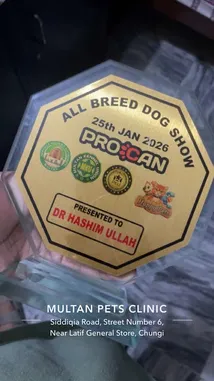 ALL BREED DOG SHOW
25th JAN 2026
PRO CAN
PRESENTED TO
DR HASHIM ULLAH
MULTAN PETS CLINIC
Siddiqia Road, Street Number 6,
Near Latif General Store, Chungi